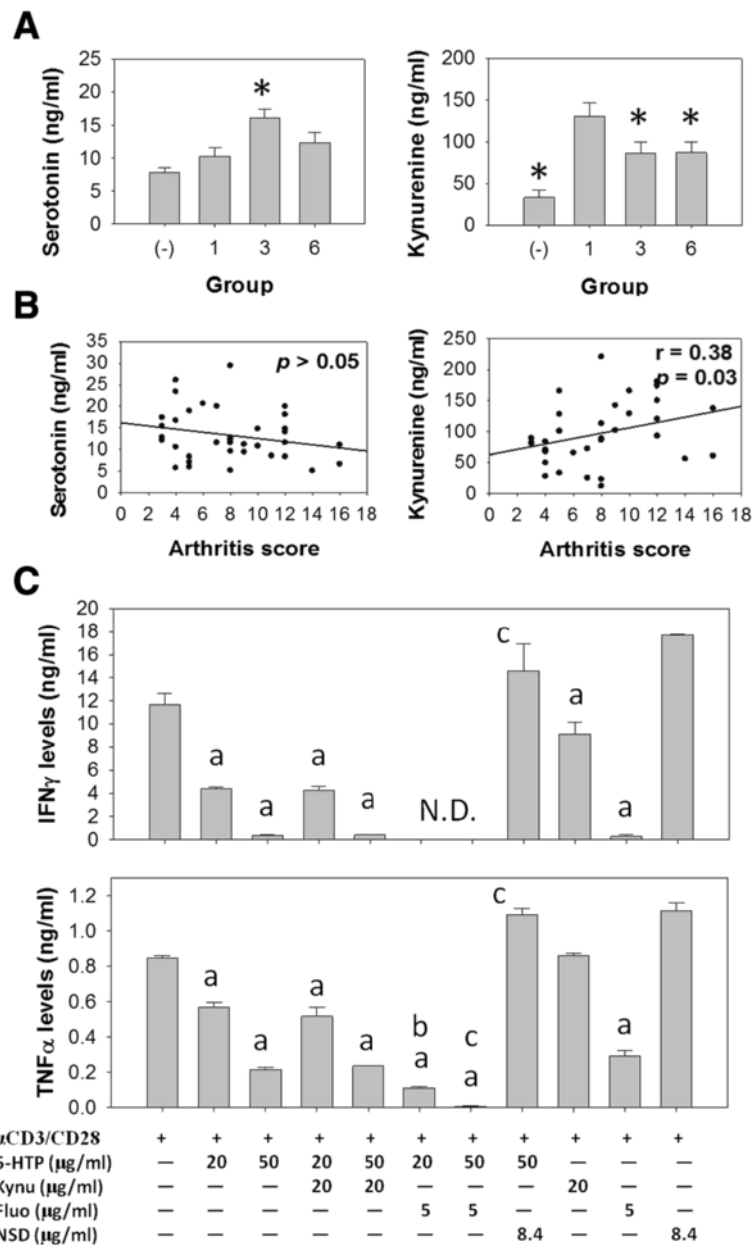 A
Serotonin (ng/ml)
25
20
15
10
5
0
*
(-) 1 3 6
Group
Kynurenine (ng/ml)
200
150
100
50
0
* * *
(-) 1 3 6
Group
B
Serotonin (ng/ml)
35
30
25
20
15
10
5
0
p > 0.05
0 2 4 6 8 10 12 14 16 18
Arthritis score
Kynurenine (ng/ml)
250
200
150
100
50
0
r = 0.38
p = 0.03
0 2 4 6 8 10 12 14 16 18
Arthritis score
C
IFNγ levels (ng/ml)
20
18
16
14
12
10
8
6
4
2
0
a a a a N.D. c a a
TNFα levels (ng/ml)
1.2
1.0
0.8
0.6
0.4
0.2
0.0
a a a a b a c a c a
αCD3/CD28 + + + + + + + + + + +
5-HTP (μg/ml) — 20 50 20 50 20 50 50 — — —
Kynu (μg/ml) — — — 20 20 — — — 20 — —
Fluo (μg/ml) — — — — — 5 5 — — 5 —
NSD (μg/ml) — — — — — — — 8.4 — — 8.4